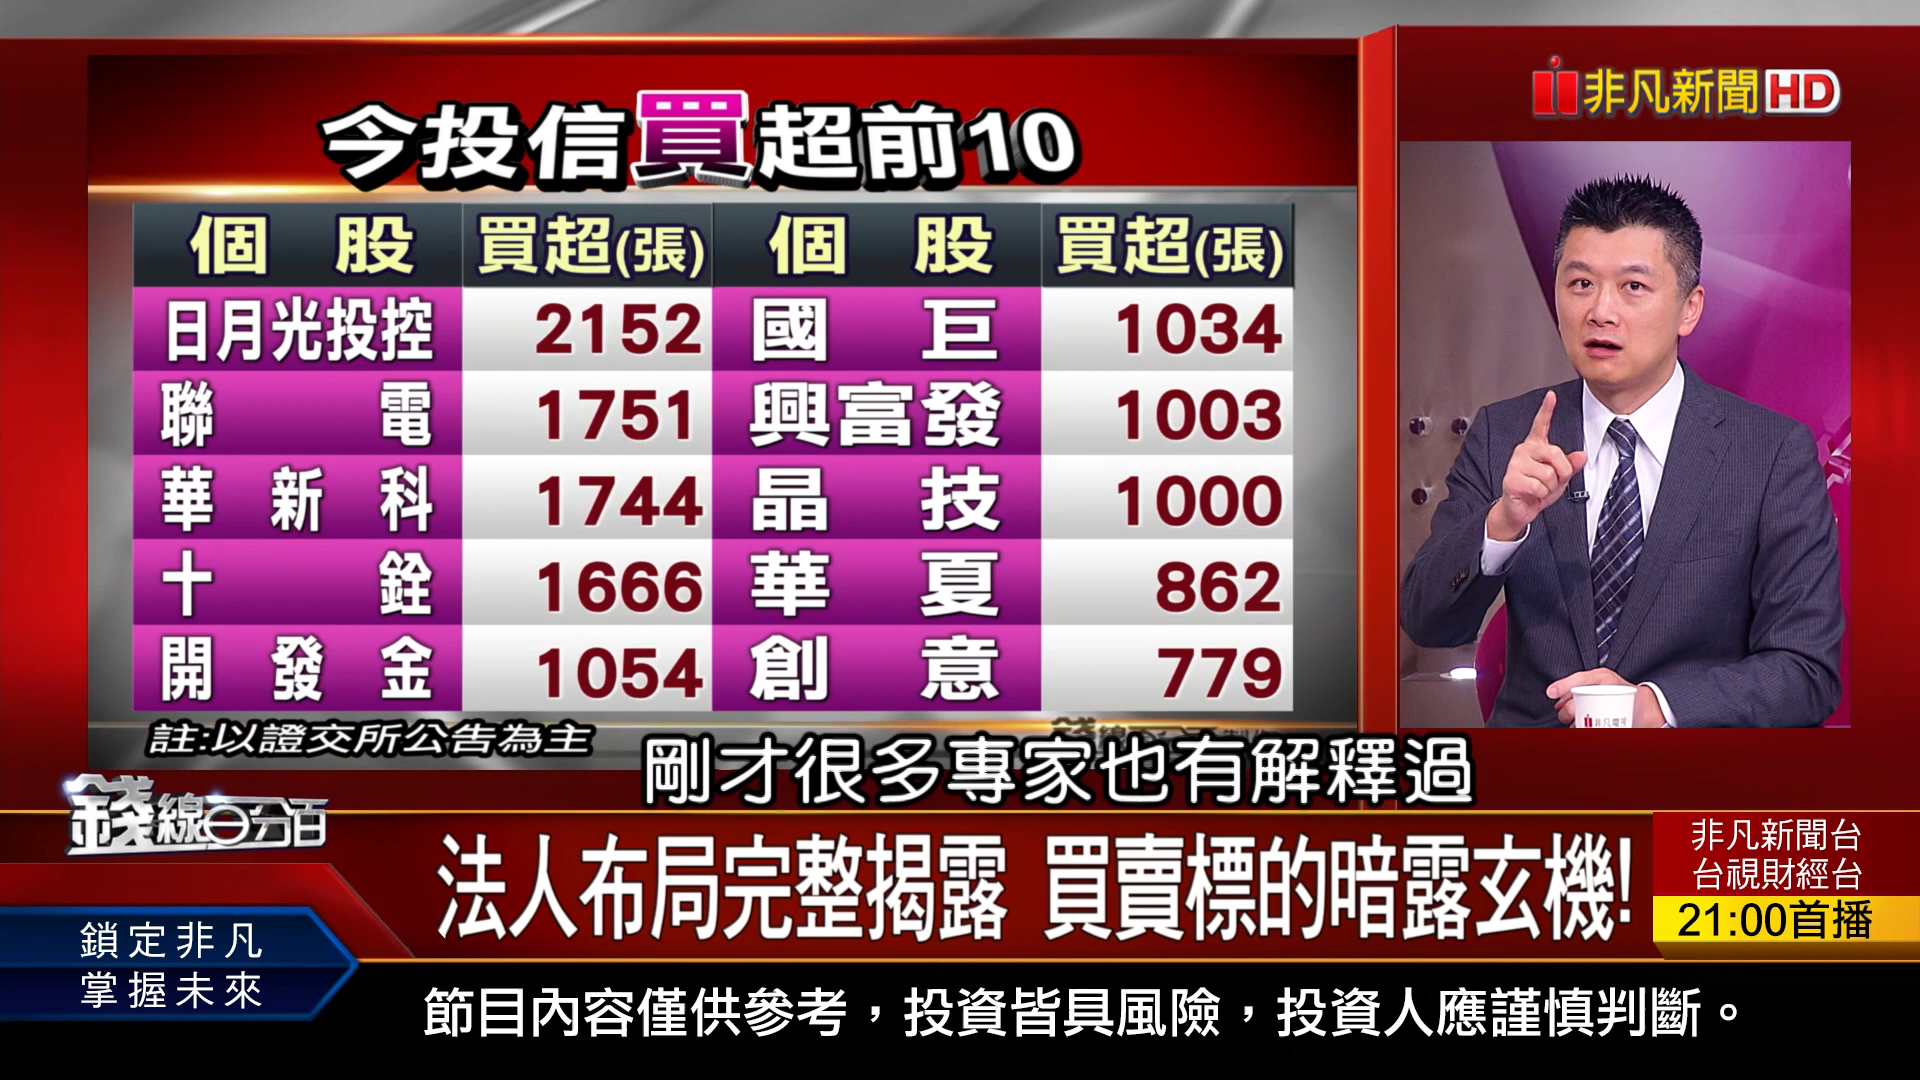 今投信買超前10
非凡新聞HD
個股 買超(張) 個股 買超(張)
日月光投控 2152 國巨 1034
聯電 1751 興富發 1003
華新科 1744 晶技 1000
十銓 1666 華夏 862
開發金 1054 創意 779
註:以證交所公告為主
剛才很多專家也有解釋過
錢線百分百
法人布局完整揭露 買賣標的暗露玄機!
非凡新聞台
台視財經台
21:00首播
鎖定非凡
掌握未來
節目內容僅供參考,投資皆具風險,投資人應謹慎判斷。